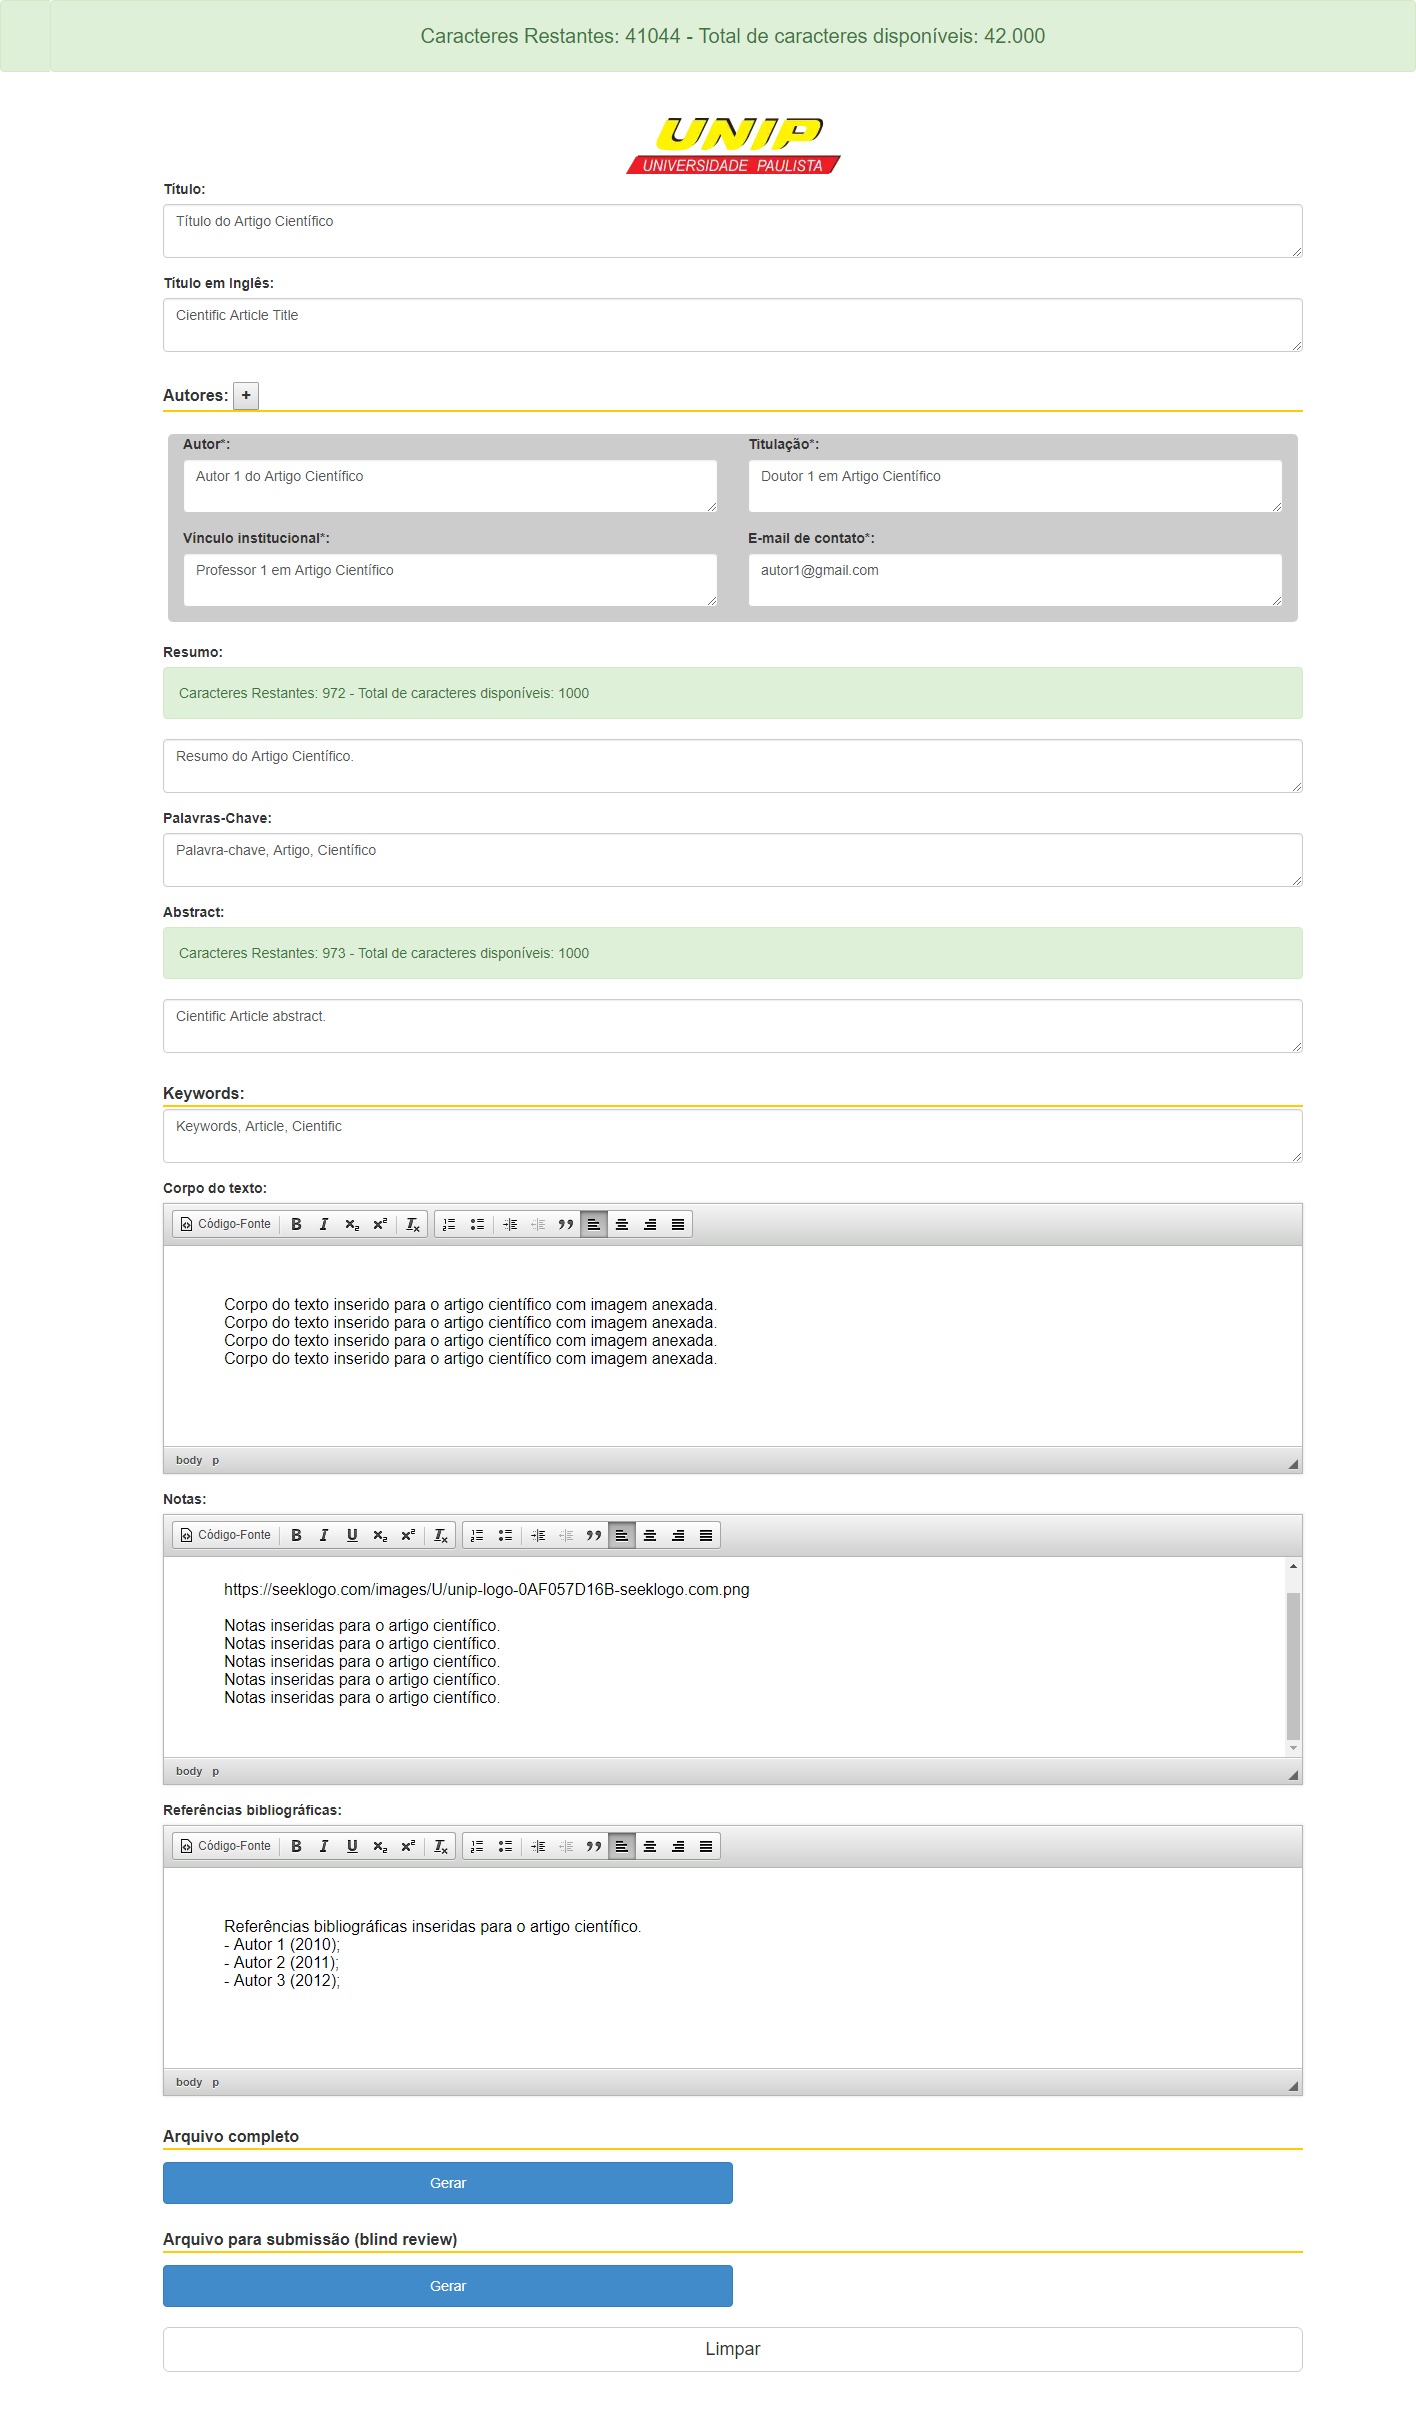 Caracteres Restantes: 41044 - Total de caracteres disponíveis: 42.000
UNIP
UNIVERSIDADE PAULISTA
Título:
Título do Artigo Científico
Título em Inglês:
Cientific Article Title
Autores: +
Autor*: Titulação*:
Autor 1 do Artigo Científico Doutor 1 em Artigo Científico
Vínculo institucional*: E-mail de contato*:
Professor 1 em Artigo Científico autor1@gmail.com
Resumo:
Caracteres Restantes: 972 - Total de caracteres disponíveis: 1000
Resumo do Artigo Científico.
Palavras-Chave:
Palavra-chave, Artigo, Científico
Abstract:
Caracteres Restantes: 973 - Total de caracteres disponíveis: 1000
Cientific Article abstract.
Keywords:
Keywords, Article, Cientific
Corpo do texto:
Código-Fonte B I x₂ x² Tx
Corpo do texto inserido para o artigo científico com imagem anexada.
Corpo do texto inserido para o artigo científico com imagem anexada.
Corpo do texto inserido para o artigo científico com imagem anexada.
Corpo do texto inserido para o artigo científico com imagem anexada.
body p
Notas:
Código-Fonte B I U x₂ x² Tx
https://seeklogo.com/images/U/unip-logo-0AF057D16B-seeklogo.com.png
Notas inseridas para o artigo científico.
Notas inseridas para o artigo científico.
Notas inseridas para o artigo científico.
Notas inseridas para o artigo científico.
Notas inseridas para o artigo científico.
body p
Referências bibliográficas:
Código-Fonte B I U x₂ x² Tx
Referências bibliográficas inseridas para o artigo científico.
- Autor 1 (2010);
- Autor 2 (2011);
- Autor 3 (2012);
body p
Arquivo completo
Gerar
Arquivo para submissão (blind review)
Gerar
Limpar